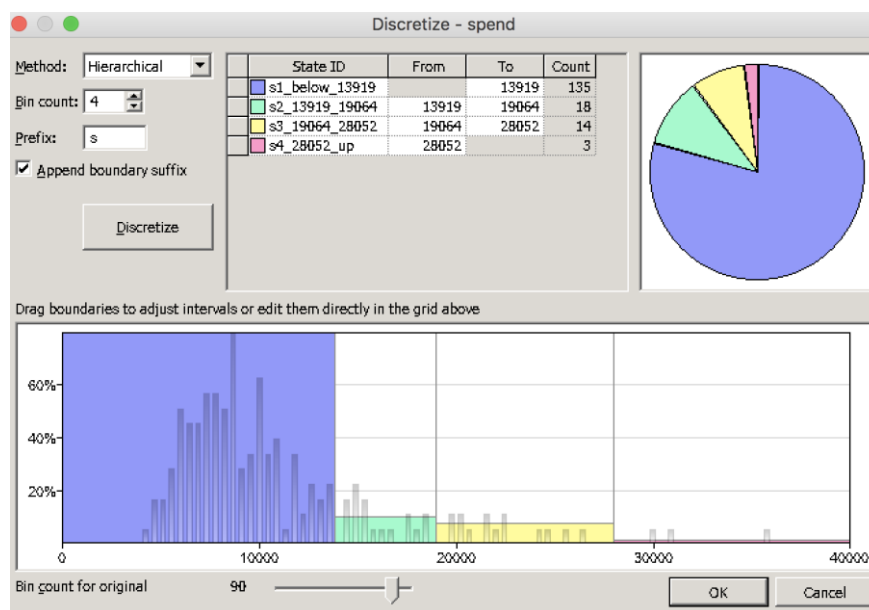 Discretize - spend
Method: Hierarchical
Bin count: 4
Prefix: s
Append boundary suffix
Discretize
State ID From To Count
s1_below_13919 13919 135
s2_13919_19064 13919 19064 18
s3_19064_28052 19064 28052 14
s4_28052_up 28052 3
Drag boundaries to adjust intervals or edit them directly in the grid above
60%
40%
20%
0 10000 20000 30000 40000
Bin count for original 90
OK Cancel